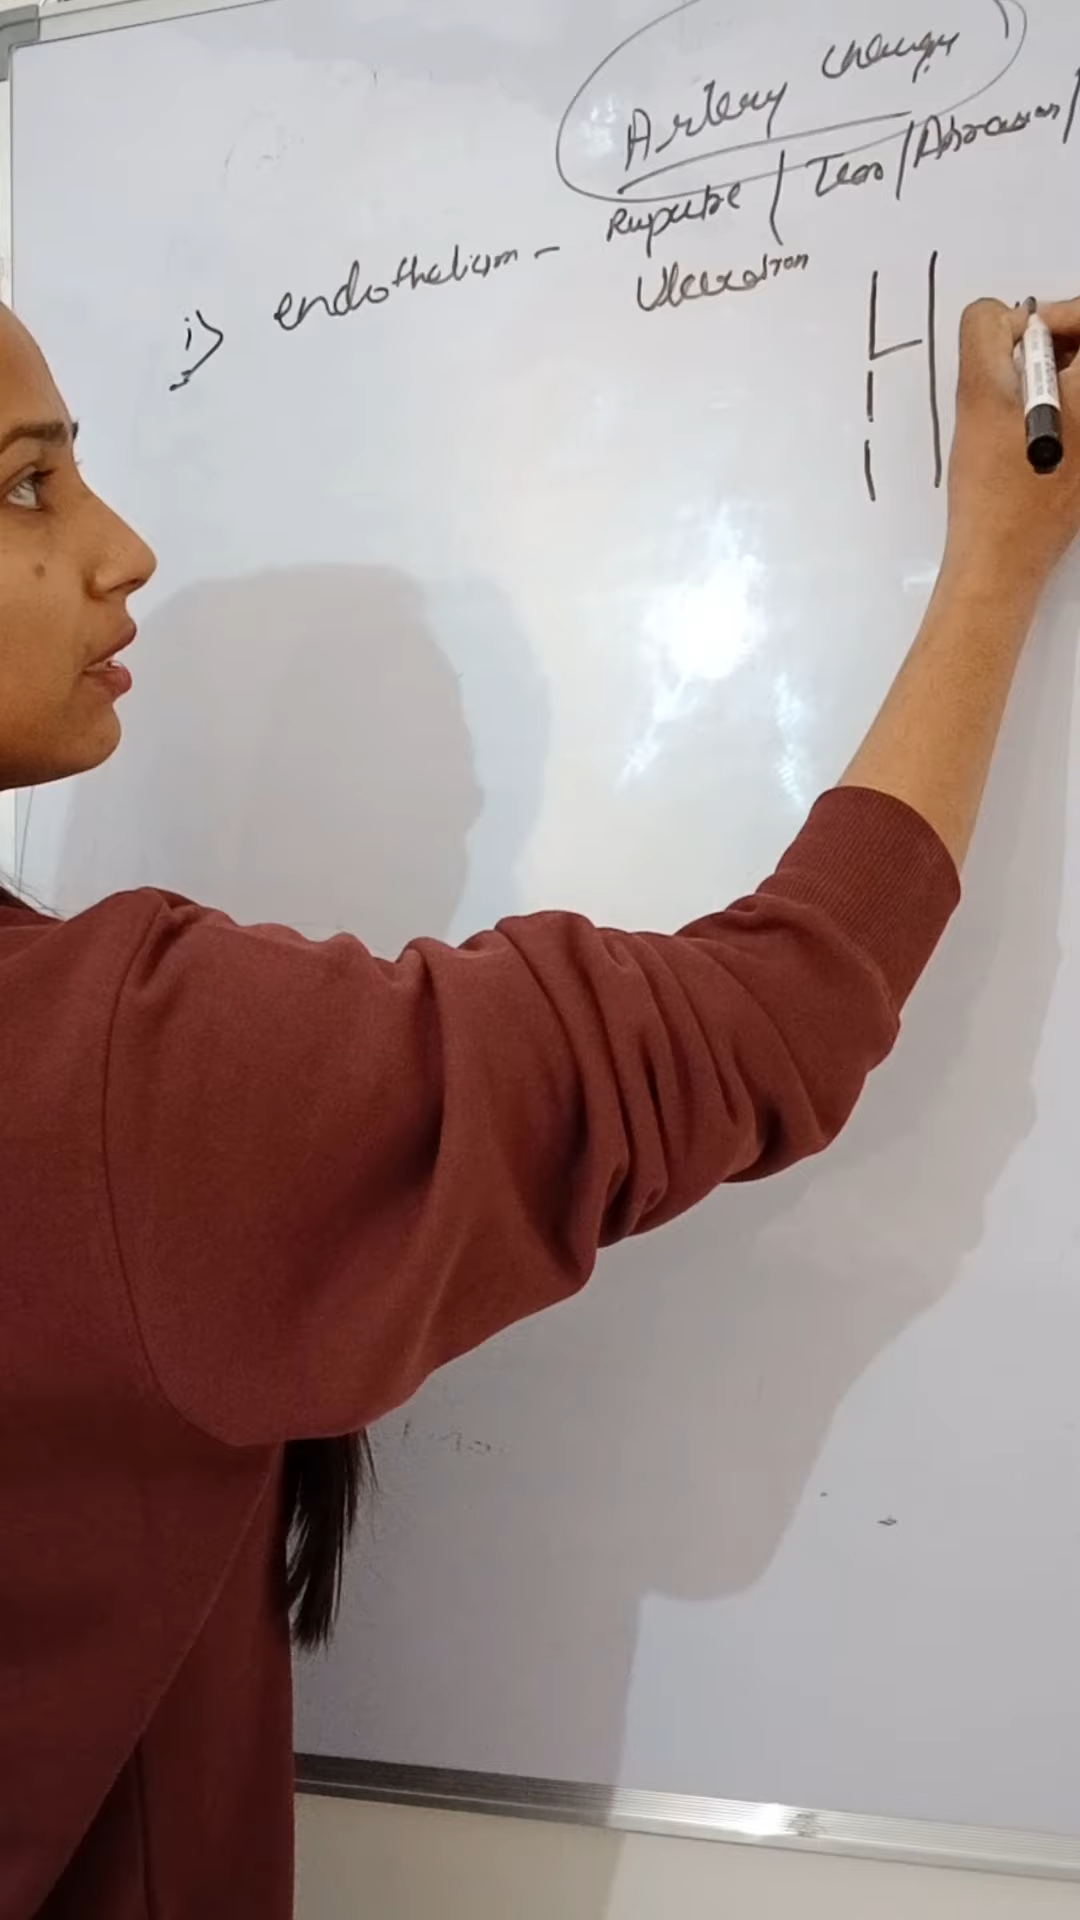 Artery change
i) endothelium - Rupture / Tear / Abrasion /
Ulceration